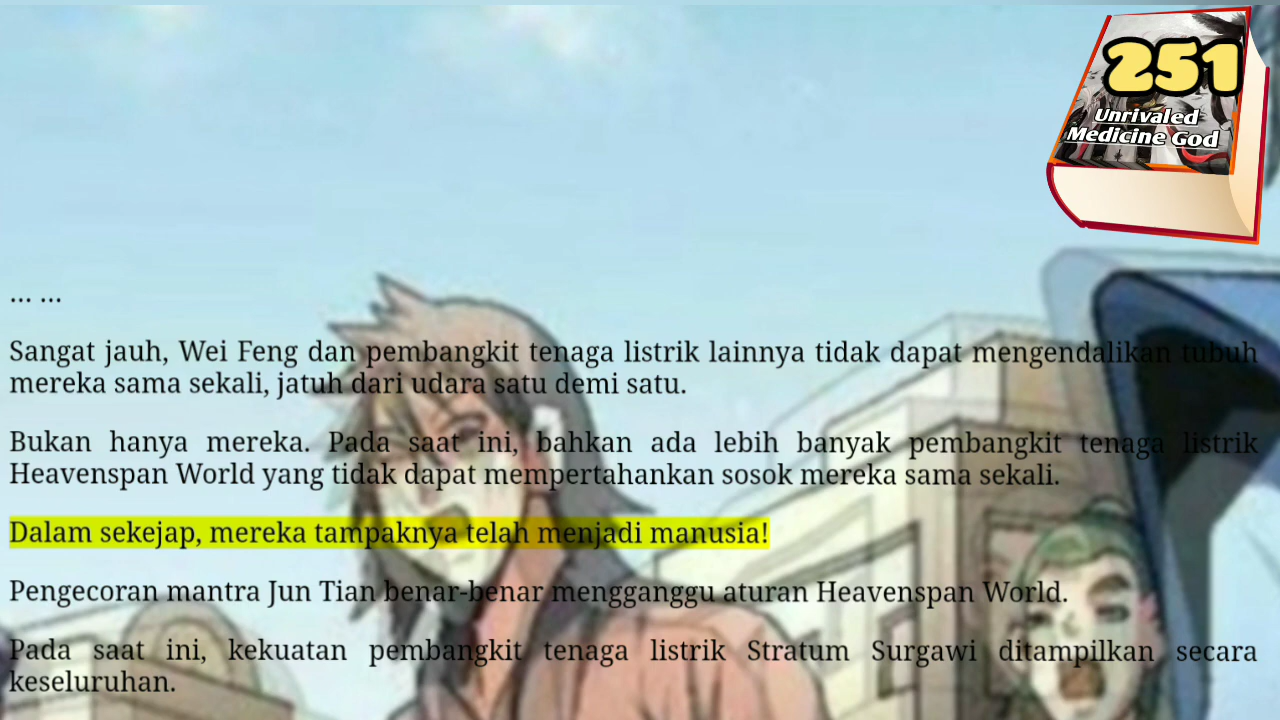 251
Unrivaled
Medicine God
... ...
Sangat jauh, Wei Feng dan pembangkit tenaga listrik lainnya tidak dapat mengendalikan tubuh
mereka sama sekali, jatuh dari udara satu demi satu.
Bukan hanya mereka. Pada saat ini, bahkan ada lebih banyak pembangkit tenaga listrik
Heavenspan World yang tidak dapat mempertahankan sosok mereka sama sekali.
Dalam sekejap, mereka tampaknya telah menjadi manusia!
Pengecoran mantra Jun Tian benar-benar mengganggu aturan Heavenspan World.
Pada saat ini, kekuatan pembangkit tenaga listrik Stratum Surgawi ditampilkan secara
keseluruhan.